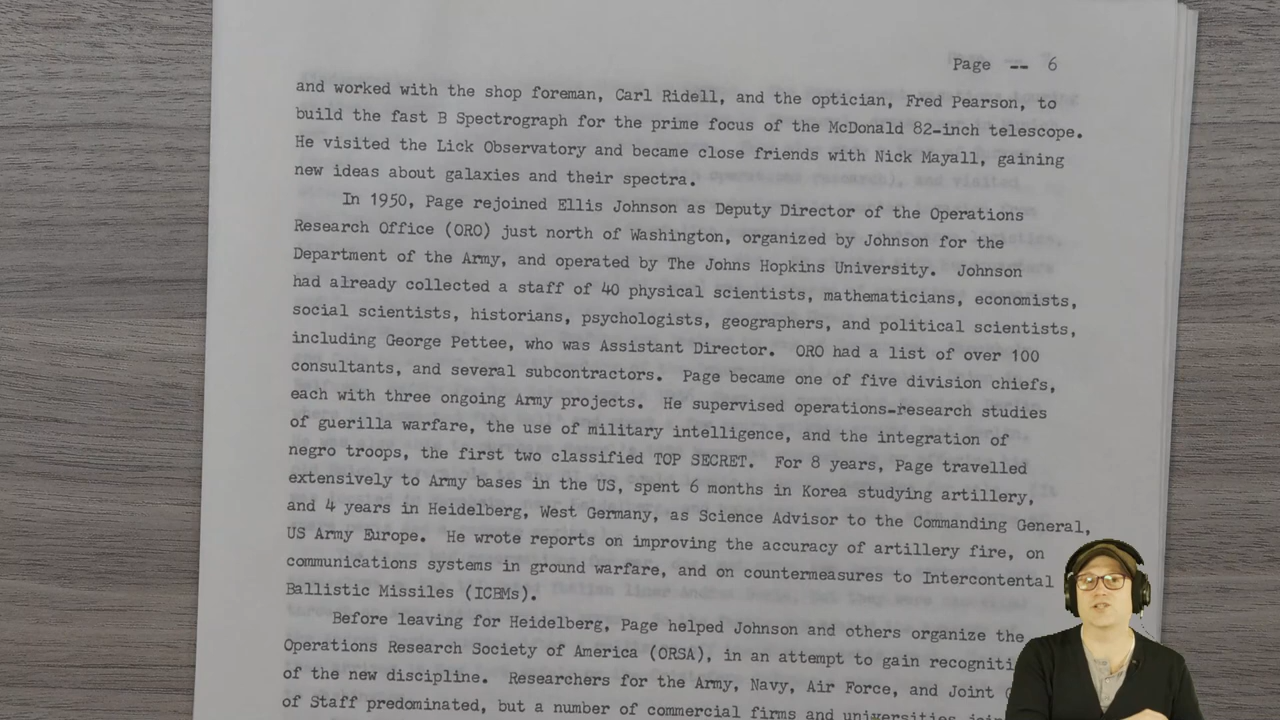 Page -- 6
and worked with the shop foreman, Carl Ridell, and the optician, Fred Pearson, to
build the fast B Spectrograph for the prime focus of the McDonald 82-inch telescope.
He visited the Lick Observatory and became close friends with Nick Mayall, gaining
new ideas about galaxies and their spectra.
In 1950, Page rejoined Ellis Johnson as Deputy Director of the Operations
Research Office (ORO) just north of Washington, organized by Johnson for the
Department of the Army, and operated by The Johns Hopkins University. Johnson
had already collected a staff of 40 physical scientists, mathematicians, economists,
social scientists, historians, psychologists, geographers, and political scientists,
including George Pettee, who was Assistant Director. ORO had a list of over 100
consultants, and several subcontractors. Page became one of five division chiefs,
each with three ongoing Army projects. He supervised operations-research studies
of guerilla warfare, the use of military intelligence, and the integration of
negro troops, the first two classified TOP SECRET. For 8 years, Page travelled
extensively to Army bases in the US, spent 6 months in Korea studying artillery,
and 4 years in Heidelberg, West Germany, as Science Advisor to the Commanding General,
US Army Europe. He wrote reports on improving the accuracy of artillery fire, on
communications systems in ground warfare, and on countermeasures to Intercontental
Ballistic Missiles (ICBMs).
Before leaving for Heidelberg, Page helped Johnson and others organize the
Operations Research Society of America (ORSA), in an attempt to gain recogniti
of the new discipline. Researchers for the Army, Navy, Air Force, and Joint
of Staff predominated, but a number of commercial firms and universities